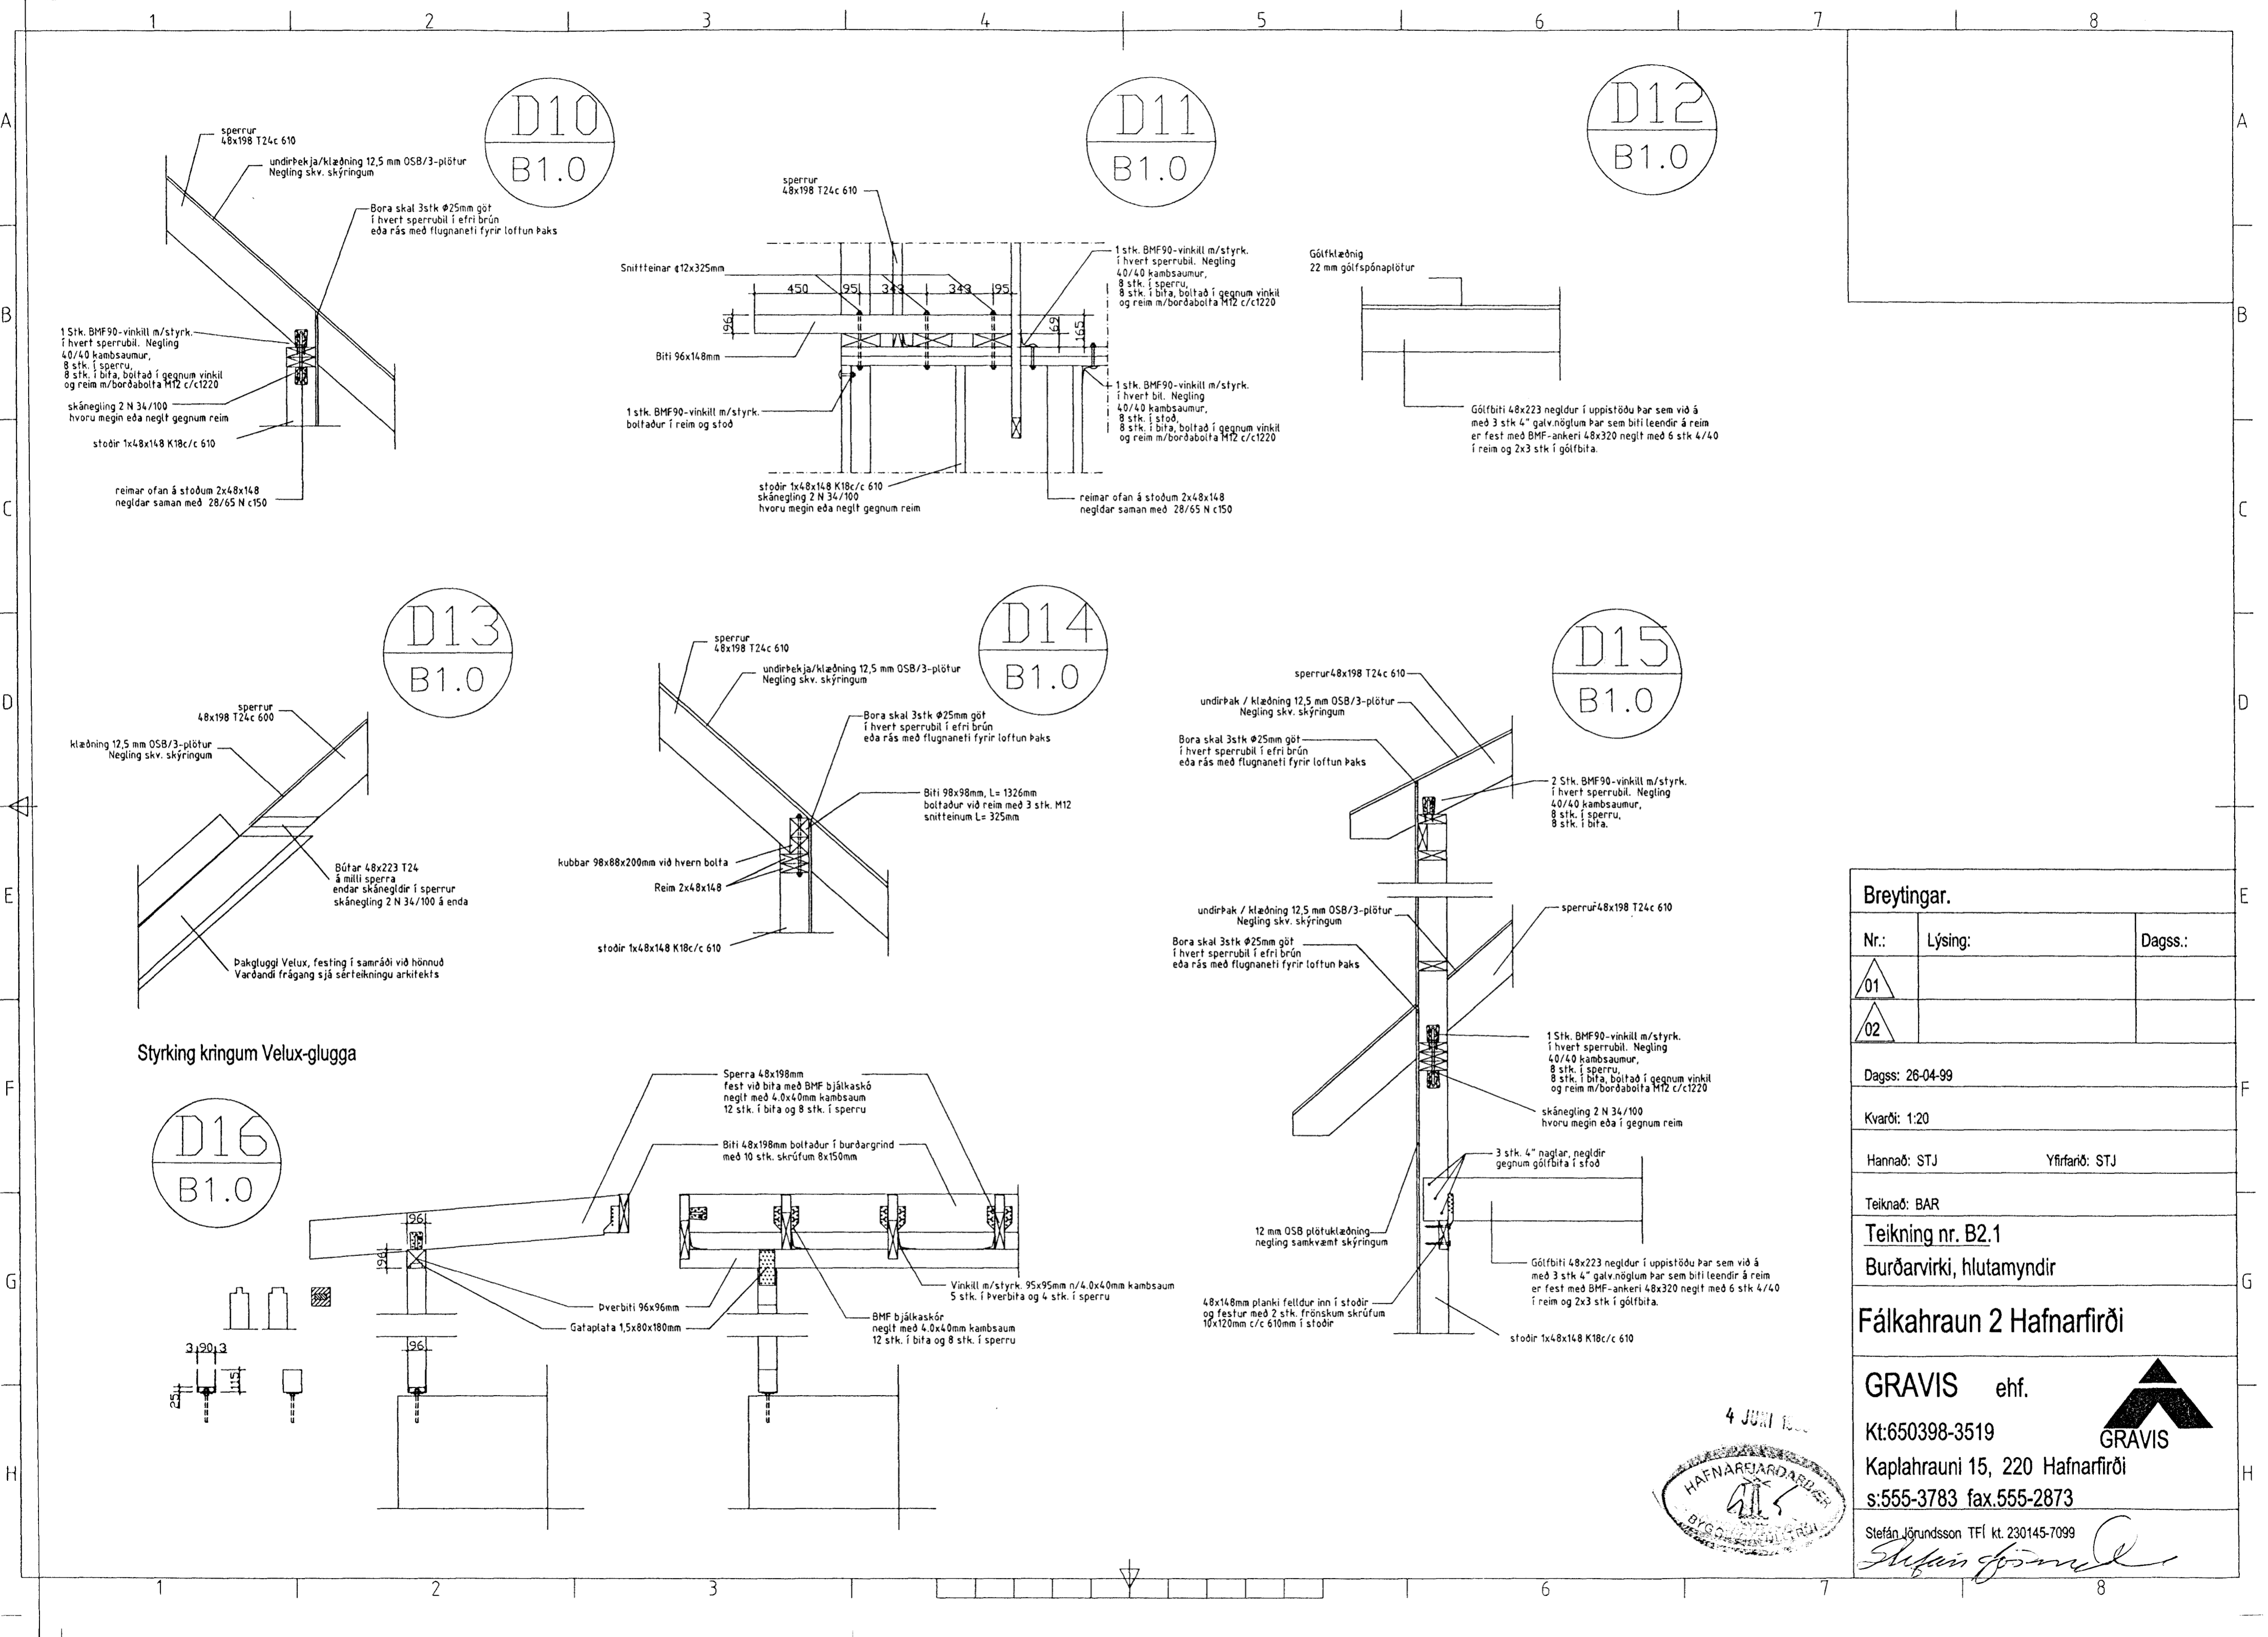 1 2 3 4 5 6 7 8
A
B
C
D
E
F
G
H
D10
B1.0
sperrur
48x198 T24c 610
undirþekja/klæðning 12,5 mm OSB/3-plötur
Negling skv. skýringum
Bora skal 3stk Φ25mm göt
í hvert sperrubil í efri brún
eða rás með flugnaneti fyrir loftun þaks
1 Stk. BMF90-vinkill m/styrk.
í hvert sperrubil. Negling
40/40 kambsaumur,
8 stk. í sperru,
8 stk. í bita, boltað í gegnum vinkil
og reim m/borðabolta M12 c/c1220
skánegling 2 N 34/100
hvoru megin eða neglt gegnum reim
stoðir 1x48x148 K18c/c 610
reimar ofan á stoðum 2x48x148
negldar saman með 28/65 N c150
D11
B1.0
sperrur
48x198 T24c 610
Snittteinar ¢12x325mm
450 95 343 343 95
96
69
165
Biti 96x148mm
1 stk. BMF90-vinkill m/styrk.
boltaður í reim og stoð
1 stk. BMF90-vinkill m/styrk.
í hvert sperrubil. Negling
40/40 kambsaumur,
8 stk. í sperru,
8 stk. í bita, boltað í gegnum vinkil
og reim m/borðabolta M12 c/c1220
1 stk. BMF90-vinkill m/styrk.
í hvert bil. Negling
40/40 kambsaumur,
8 stk. í stoð,
8 stk. í bita, boltað í gegnum vinkil
og reim m/borðabolta M12 c/c1220
stoðir 1x48x148 K18c/c 610
skánegling 2 N 34/100
hvoru megin eða neglt gegnum reim
reimar ofan á stoðum 2x48x148
negldar saman með 28/65 N c150
D12
B1.0
Gólfklæðnig
22 mm gólfspónaplötur
Gólfbiti 48x223 negldur í uppistöðu þar sem við á
með 3 stk 4" galv.nöglum þar sem biti leendir á reim
er fest með BMF-ankeri 48x320 neglt með 6 stk 4/40
í reim og 2x3 stk í gólfbita.
D13
B1.0
sperrur
48x198 T24c 600
klæðning 12,5 mm OSB/3-plötur
Negling skv. skýringum
Bútar 48x223 T24
á milli sperra
endar skánegldir í sperrur
skánegling 2 N 34/100 á enda
Þakgluggi Velux, festing í samráði við hönnuð
Varðandi frágang sjá sérteikningu arkitekts
Styrking kringum Velux-glugga
D14
B1.0
sperrur
48x198 T24c 610
undirþekja/klæðning 12,5 mm OSB/3-plötur
Negling skv. skýringum
Bora skal 3stk Φ25mm göt
í hvert sperrubil í efri brún
eða rás með flugnaneti fyrir loftun þaks
Biti 98x98mm, L= 1326mm
boltaður við reim með 3 stk. M12
snitteinum L= 325mm
kubbar 98x88x200mm við hvern bolta
Reim 2x48x148
stoðir 1x48x148 K18c/c 610
D15
B1.0
sperrur48x198 T24c 610
undirþak / klæðning 12,5 mm OSB/3-plötur
Negling skv. skýringum
Bora skal 3stk Φ25mm göt
í hvert sperrubil í efri brún
eða rás með flugnaneti fyrir loftun þaks
2 Stk. BMF90-vinkill m/styrk.
í hvert sperrubil. Negling
40/40 kambsaumur,
8 stk. í sperru,
8 stk. í bita.
undirþak / klæðning 12,5 mm OSB/3-plötur
Negling skv. skýringum
sperrur48x198 T24c 610
Bora skal 3stk Φ25mm göt
í hvert sperrubil í efri brún
eða rás með flugnaneti fyrir loftun þaks
1 Stk. BMF90-vinkill m/styrk.
í hvert sperrubil. Negling
40/40 kambsaumur,
8 stk. í sperru,
8 stk. í bita, boltað í gegnum vinkil
og reim m/borðabolta M12 c/c1220
skánegling 2 N 34/100
hvoru megin eða í gegnum reim
3 stk. 4" naglar, negldir
gegnum gólfbita í stoð
12 mm OSB plötuklæðning
negling samkvæmt skýringum
Gólfbiti 48x223 negldur í uppistöðu þar sem við á
með 3 stk 4" galv.nöglum þar sem biti leendir á reim
er fest með BMF-ankeri 48x320 neglt með 6 stk 4/40
í reim og 2x3 stk í gólfbita.
48x148mm planki felldur inn í stoðir
og festur með 2 stk. frönskum skrúfum
10x120mm c/c 610mm í stoðir
stoðir 1x48x148 K18c/c 610
D16
B1.0
Sperra 48x198mm
fest við bita með BMF bjálkaskó
neglt með 4.0x40mm kambsaum
12 stk. í bita og 8 stk. í sperru
Biti 48x198mm boltaður í burðargrind
með 10 stk. skrúfum 8x150mm
96
96
96
Þverbiti 96x96mm
Gataplata 1,5x80x180mm
Vinkill m/styrk. 95x95mm n/4.0x40mm kambsaum
5 stk. í þverbita og 4 stk. í sperru
BMF bjálkaskór
neglt með 4.0x40mm kambsaum
12 stk. í bita og 8 stk. í sperru
3 90 3
25
115
Breytingar.
Nr.: Lýsing: Dagss.:
01
02
Dagss: 26-04-99
Kvarði: 1:20
Hannað: STJ Yfirfarið: STJ
Teiknað: BAR
Teikning nr. B2.1
Burðarvirki, hlutamyndir
Fálkahraun 2 Hafnarfirði
GRAVIS ehf.
GRAVIS
Kt:650398-3519
Kaplahrauni 15, 220 Hafnarfirði
s:555-3783 fax.555-2873
Stefán Jörundsson TFÍ kt. 230145-7099
4 JUNI
HAFNARFJARÐARBÆR
1 2 3 6 7 8
A
B
C
D
E
F
G
H